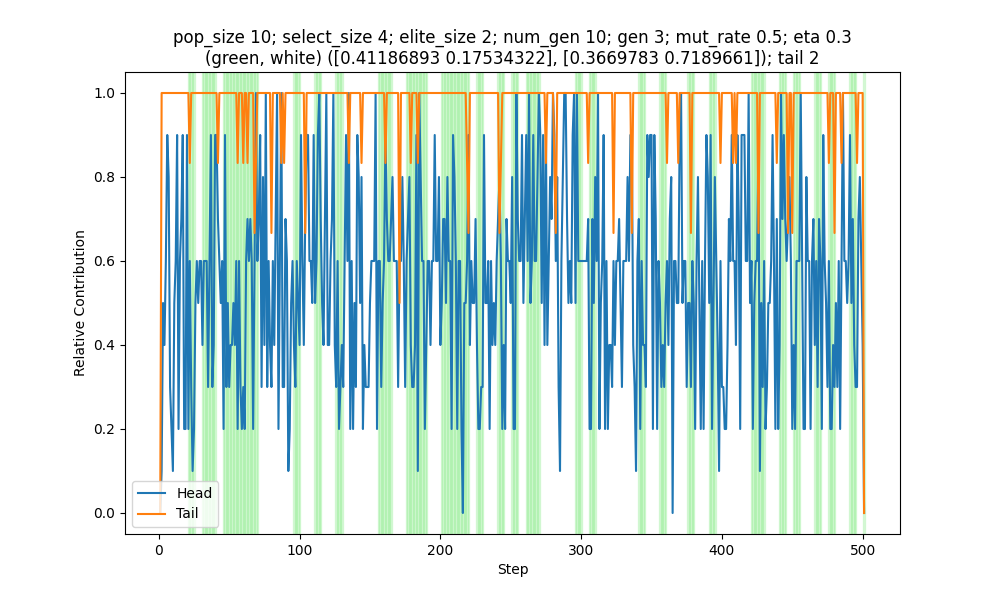 pop_size 10; select_size 4; elite_size 2; num_gen 10; gen 3; mut_rate 0.5; eta 0.3
(green, white) ([0.41186893 0.17534322], [0.3669783 0.7189661]); tail 2
1.0
0.8
0.6
0.4
0.2
0.0
Relative Contribution
Head
Tail
0
100
200
300
400
500
Step